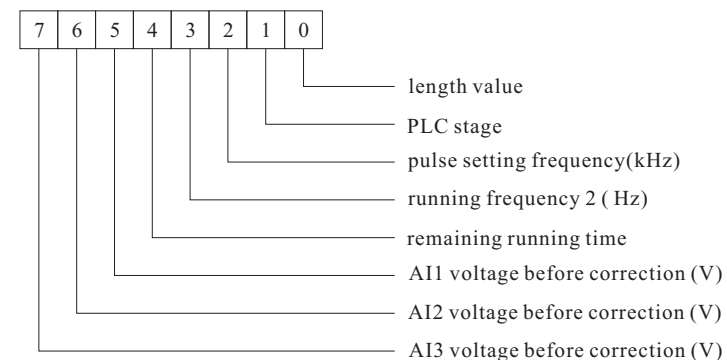 7 6 5 4 3 2 1 0
length value
PLC stage
pulse setting frequency(kHz)
running frequency 2 ( Hz)
remaining running time
AI1 voltage before correction (V)
AI2 voltage before correction (V)
AI3 voltage before correction (V)